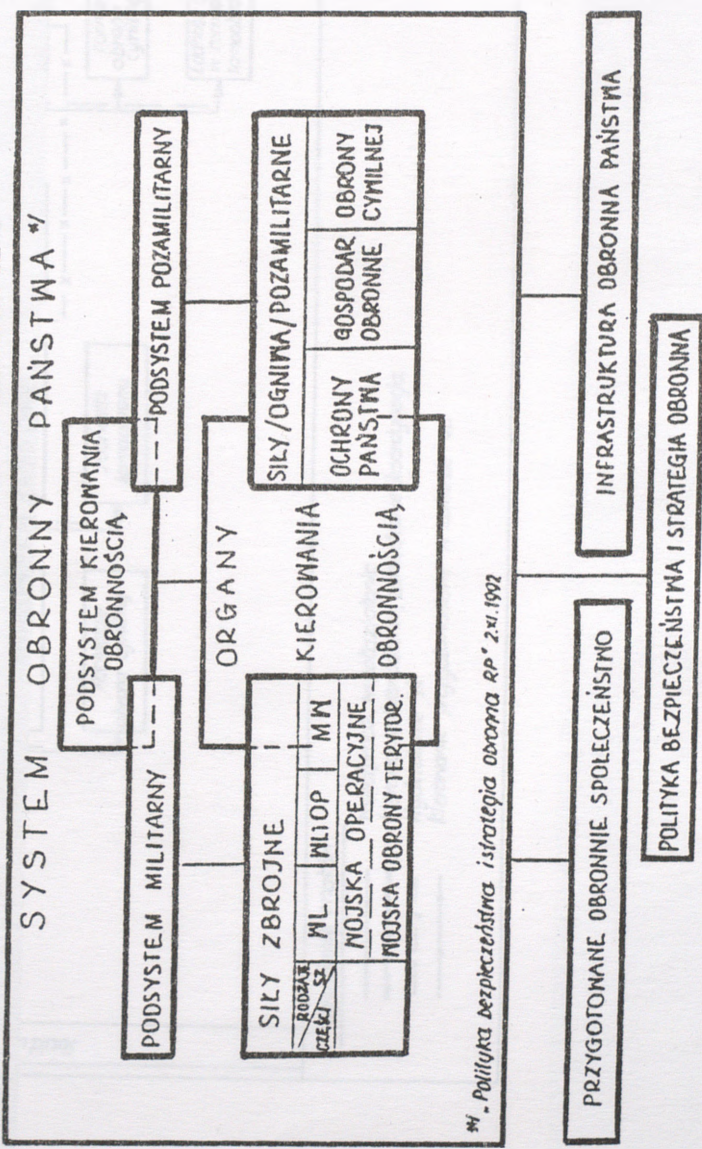 SYSTEM OBRONNY PAŃSTWA */
PODSYSTEM KIEROWANIA
OBRONNOŚCIĄ
PODSYSTEM MILITARNY
PODSYSTEM POZAMILITARNY
ORGANY
KIEROWANIA
OBRONNOŚCIĄ
SIŁY ZBROJNE
RODZAJE SZ
CZĘŚCI
WL
WLiOP
MW
WOJSKA OPERACYJNE
WOJSKA OBRONY TERYTOR.
SIŁY/OGNIWA/POZAMILITARNE
OCHRONY
PAŃSTWA
GOSPODAR
OBRONNE
OBRONY
CYWILNEJ
*/ „Polityka bezpieczeństwa i strategia obronna RP" 2.XI.1992
PRZYGOTOWANE OBRONNIE SPOŁECZEŃSTWO
INFRASTRUKTURA OBRONNA PAŃSTWA
POLITYKA BEZPIECZEŃSTWA I STRATEGIA OBRONNA